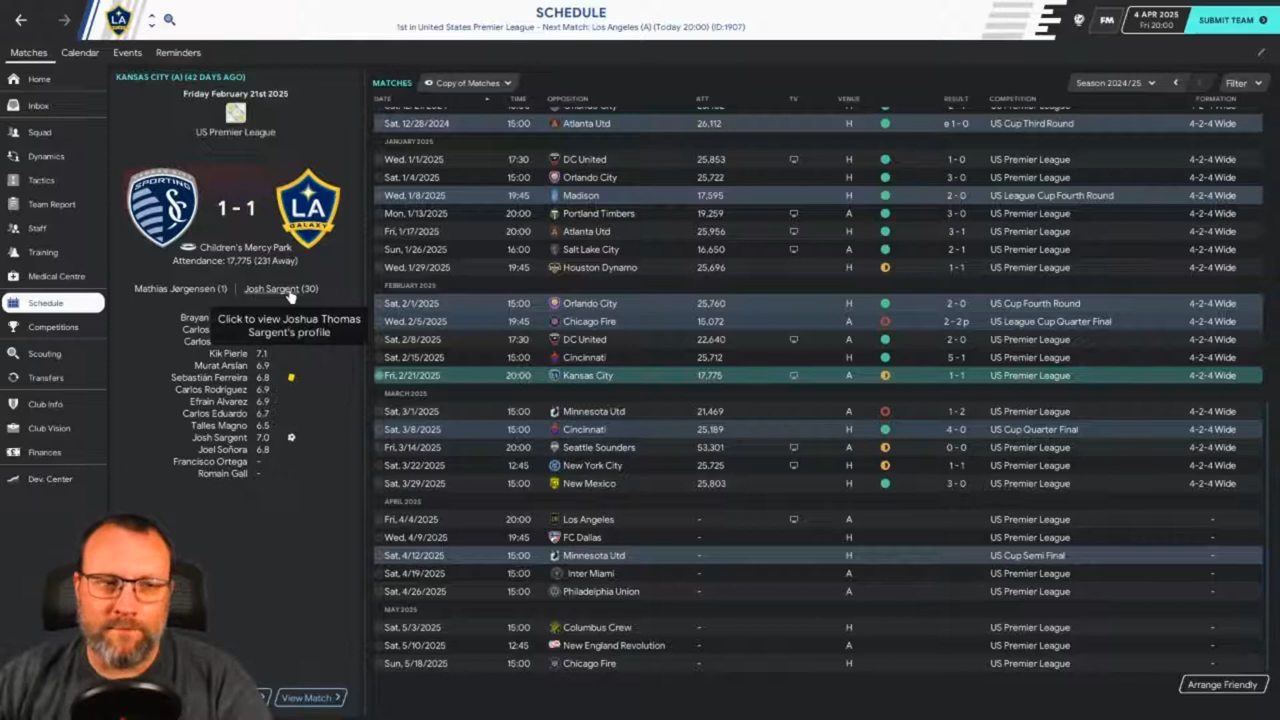 SCHEDULE
1st in United States Premier League - Next Match: Los Angeles (A) (Today 20:00) (ID:1907)
FM
4 APR 2025
Fri 20:00
SUBMIT TEAM
Matches Calendar Events Reminders
Home
Inbox
Squad
Dynamics
Tactics
Team Report
Staff
Training
Medical Centre
Schedule
Competitions
Scouting
Transfers
Club Info
Club Vision
Finances
Dev. Center
KANSAS CITY (A) (42 DAYS AGO)
Friday February 21st 2025
US Premier League
SPORTING
LA
GALAXY
1 - 1
Children's Mercy Park
Attendance: 17,775 (231 Away)
Mathias Jørgensen (1) Josh Sargent (30)
Click to view Joshua Thomas
Sargent's profile
Brayan
Carlos
Carlos
Kik Pierie 7.1
Murat Arslan 6.9
Sebastián Ferreira 6.8
Carlos Rodríguez 6.9
Efraín Alvarez 6.9
Carlos Eduardo 6.7
Talles Magno 6.5
Josh Sargent 7.0
Joel Soñora 6.8
Francisco Ortega -
Romain Gall -
View Match >
MATCHES Copy of Matches Season 2024/25 Filter
DATE TIME OPPOSITION ATT TV VENUE RESULT COMPETITION FORMATION
Sat, 12/28/2024 15:00 Atlanta Utd 26,112 H e 1 - 0 US Cup Third Round 4-2-4 Wide
JANUARY 2025
Wed, 1/1/2025 17:30 DC United 25,853 H 1 - 0 US Premier League 4-2-4 Wide
Sat, 1/4/2025 15:00 Orlando City 25,722 H 3 - 0 US Premier League 4-2-4 Wide
Wed, 1/8/2025 19:45 Madison 17,595 H 2 - 0 US League Cup Fourth Round 4-2-4 Wide
Mon, 1/13/2025 20:00 Portland Timbers 19,259 A 3 - 0 US Premier League 4-2-4 Wide
Fri, 1/17/2025 20:00 Atlanta Utd 25,956 A 3 - 1 US Premier League 4-2-4 Wide
Sun, 1/26/2025 16:00 Salt Lake City 16,650 A 2 - 1 US Premier League 4-2-4 Wide
Wed, 1/29/2025 19:45 Houston Dynamo 25,696 H 1 - 1 US Premier League 4-2-4 Wide
FEBRUARY 2025
Sat, 2/1/2025 15:00 Orlando City 25,760 H 2 - 0 US Cup Fourth Round 4-2-4 Wide
Wed, 2/5/2025 19:45 Chicago Fire 15,072 A 2 - 2 p US League Cup Quarter Final 4-2-4 Wide
Sat, 2/8/2025 17:30 DC United 22,640 A 2 - 0 US Premier League 4-2-4 Wide
Sat, 2/15/2025 15:00 Cincinnati 25,712 H 5 - 1 US Premier League 4-2-4 Wide
Fri, 2/21/2025 20:00 Kansas City 17,775 A 1 - 1 US Premier League 4-2-4 Wide
MARCH 2025
Sat, 3/1/2025 15:00 Minnesota Utd 21,469 A 1 - 2 US Premier League 4-2-4 Wide
Sat, 3/8/2025 15:00 Cincinnati 25,189 H 4 - 0 US Cup Quarter Final 4-2-4 Wide
Fri, 3/14/2025 20:00 Seattle Sounders 53,301 A 0 - 0 US Premier League 4-2-4 Wide
Sat, 3/22/2025 12:45 New York City 25,725 H 1 - 1 US Premier League 4-2-4 Wide
Sat, 3/29/2025 15:00 New Mexico 25,803 H 3 - 0 US Premier League 4-2-4 Wide
APRIL 2025
Fri, 4/4/2025 20:00 Los Angeles - A US Premier League -
Wed, 4/9/2025 19:45 FC Dallas - H US Premier League -
Sat, 4/12/2025 15:00 Minnesota Utd - H US Cup Semi Final -
Sat, 4/19/2025 15:00 Inter Miami - A US Premier League -
Sat, 4/26/2025 15:00 Philadelphia Union - A US Premier League -
MAY 2025
Sat, 5/3/2025 15:00 Columbus Crew - H US Premier League -
Sat, 5/10/2025 12:45 New England Revolution - A US Premier League -
Sun, 5/18/2025 15:00 Chicago Fire - H US Premier League -
Arrange Friendly